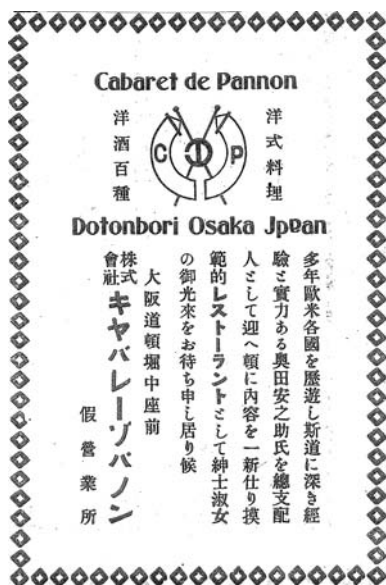 Cabaret de Pannon
洋式料理
洋酒百種
C D P
Dotonbori Osaka Jppan
多年歐米各國を歷遊し斯道に深き經
驗と實力ある奥田安之助氏を總支配
人として迎へ頓に内容を一新仕り摸
範的レストーラントとして紳士淑女
の御光來をお待ち申し居り候
大阪道頓堀中座前
株式會社 キヤバレーヅパノン
假營業所